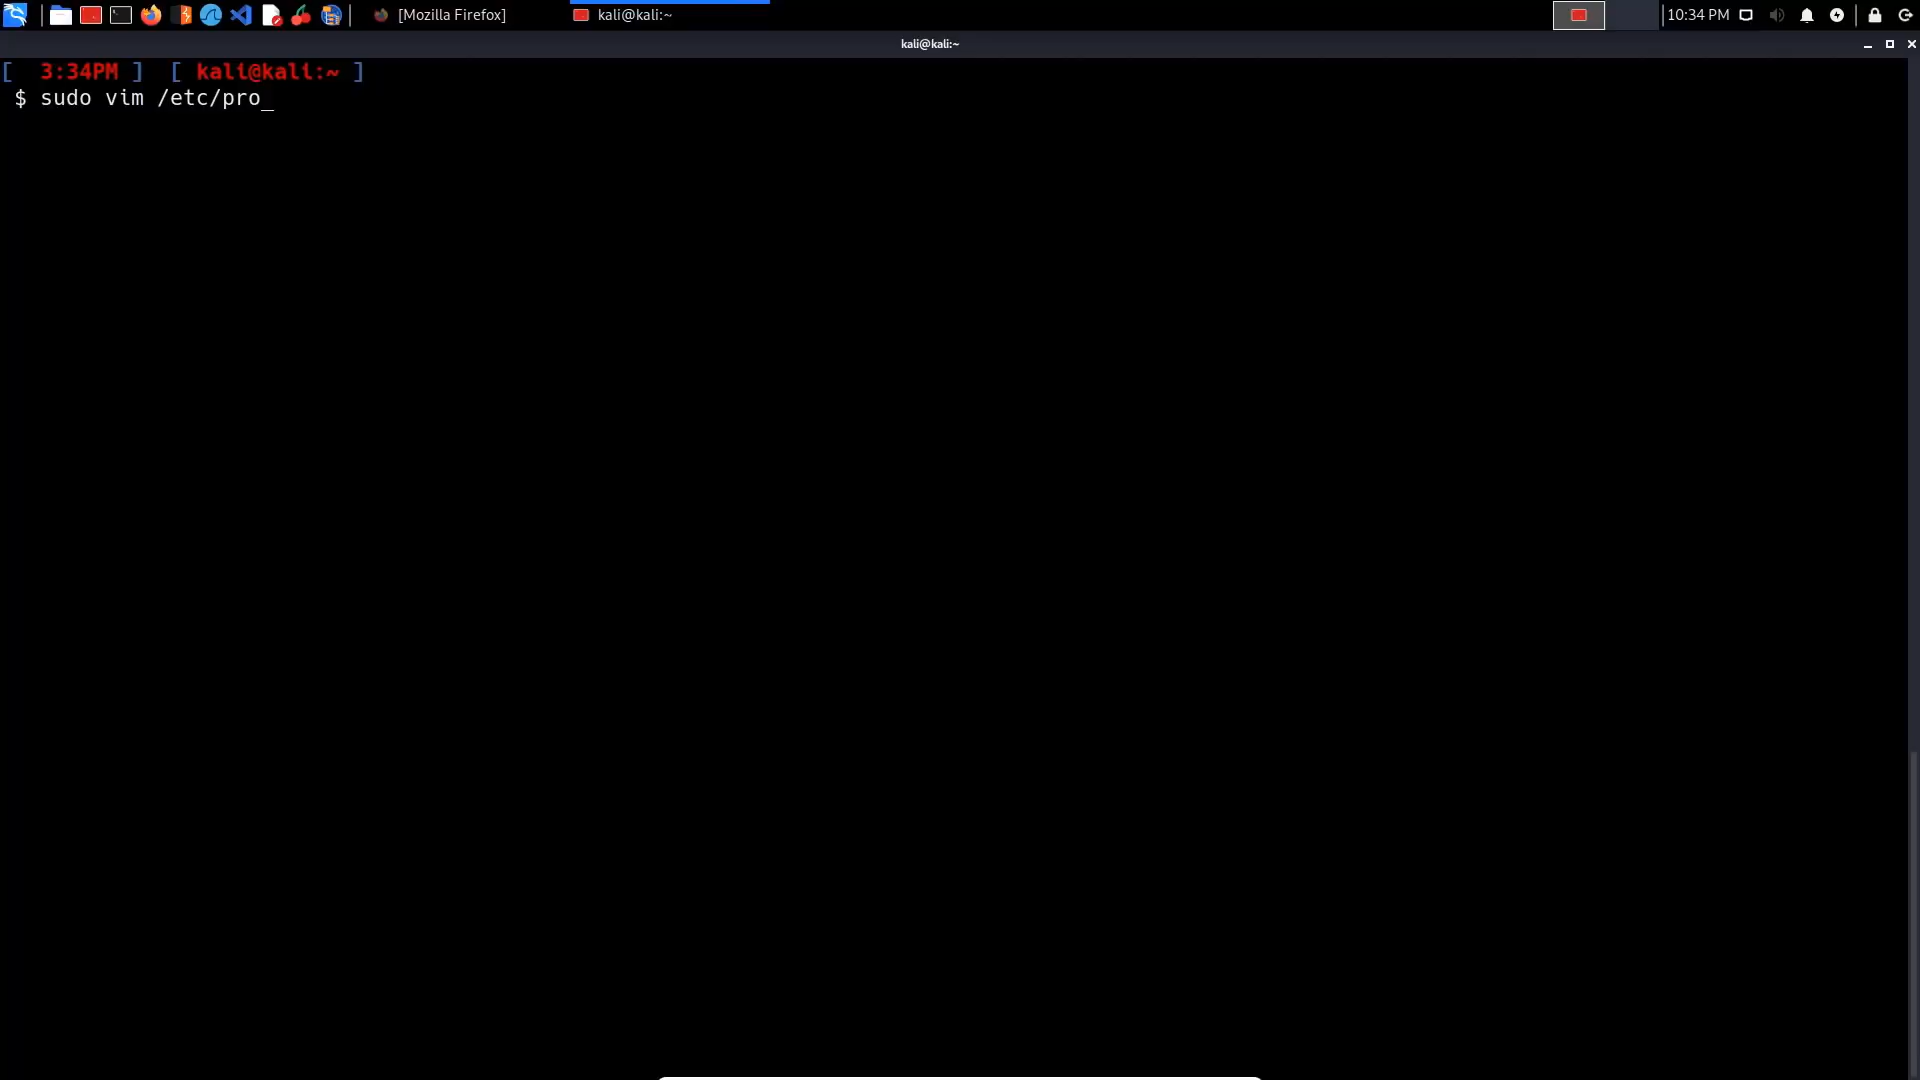 [Mozilla Firefox] kali@kali:~ 10:34 PM
kali@kali:~
[ 3:34PM ] [ kali@kali:~ ]
$ sudo vim /etc/pro_